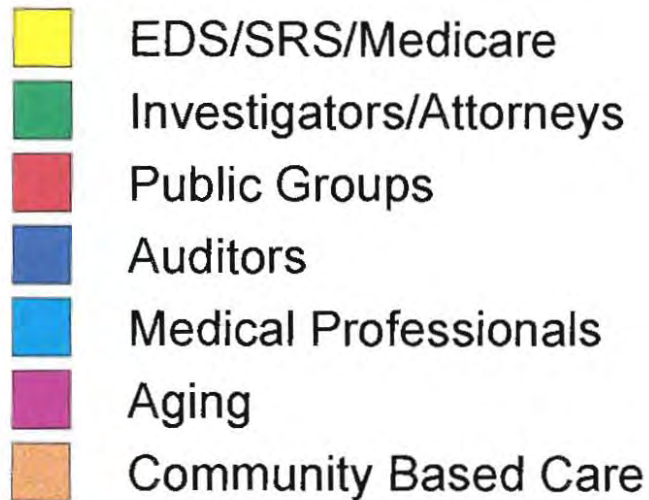 EDS/SRS/Medicare
Investigators/Attorneys
Public Groups
Auditors
Medical Professionals
Aging
Community Based Care